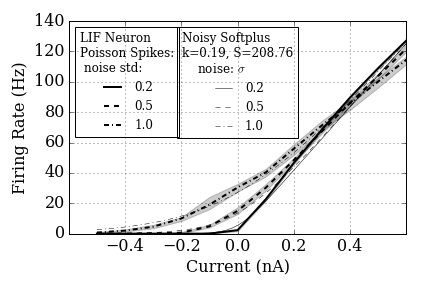 140
120
100
80
60
40
20
0
Firing Rate (Hz)
LIF Neuron
Poisson Spikes:
noise std:
0.2
0.5
1.0
Noisy Softplus
k=0.19, S=208.76
noise: σ
0.2
0.5
1.0
−0.4 −0.2 0.0 0.2 0.4
Current (nA)